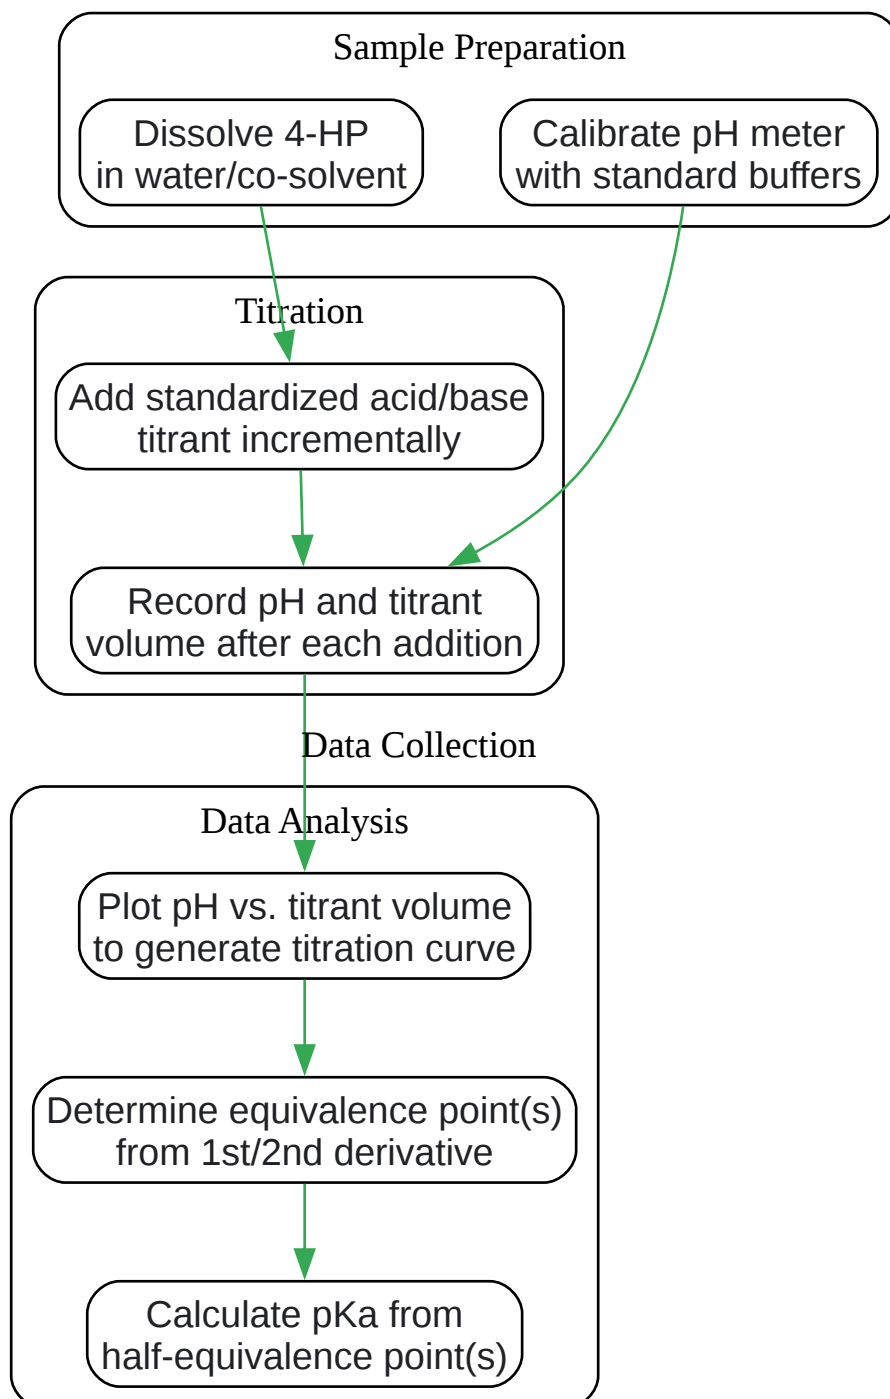 Sample Preparation
Dissolve 4-HP
in water/co-solvent
Calibrate pH meter
with standard buffers
Titration
Add standardized acid/base
titrant incrementally
Record pH and titrant
volume after each addition
Data Collection
Data Analysis
Plot pH vs. titrant volume
to generate titration curve
Determine equivalence point(s)
from 1st/2nd derivative
Calculate pKa from
half-equivalence point(s)